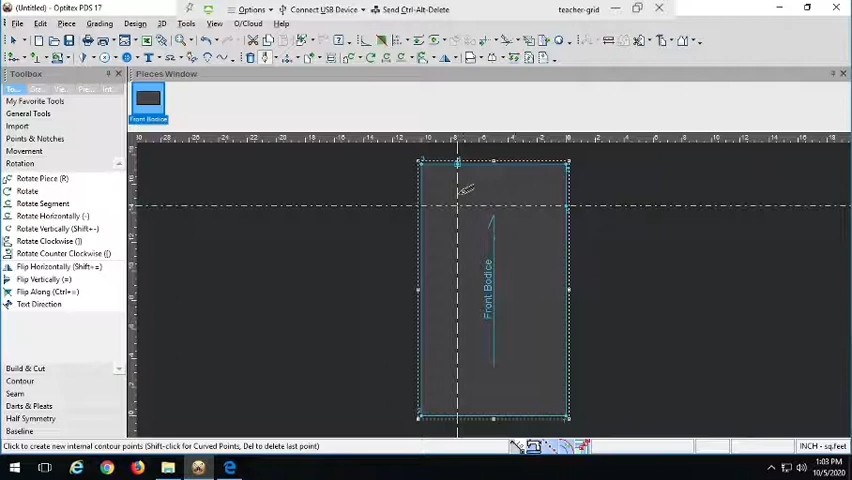 (Untitled) - Optitex PDS 17
Options Connect USB Device Send Ctrl-Alt-Delete teacher-grid
File Edit Piece Grading Design 3D Tools View O/Cloud Help
Toolbox
Pieces Window
To...
My Favorite Tools
General Tools
Import
Points & Notches
Movement
Rotation
Rotate Piece (R)
Rotate
Rotate Segment
Rotate Horizontally (-)
Rotate Vertically (Shift+-)
Rotate Clockwise (])
Rotate Counter Clockwise ([)
Flip Horizontally (Shift+=)
Flip Vertically (=)
Flip Along (Ctrl+=)
Text Direction
Build & Cut
Contour
Seam
Darts & Pleats
Half Symmetry
Baseline
Front Bodice
Front Bodice
Click to create new internal contour points (Shift-click for Curved Points, Del to delete last point)
INCH - sq.feet
1:03 PM
10/5/2020